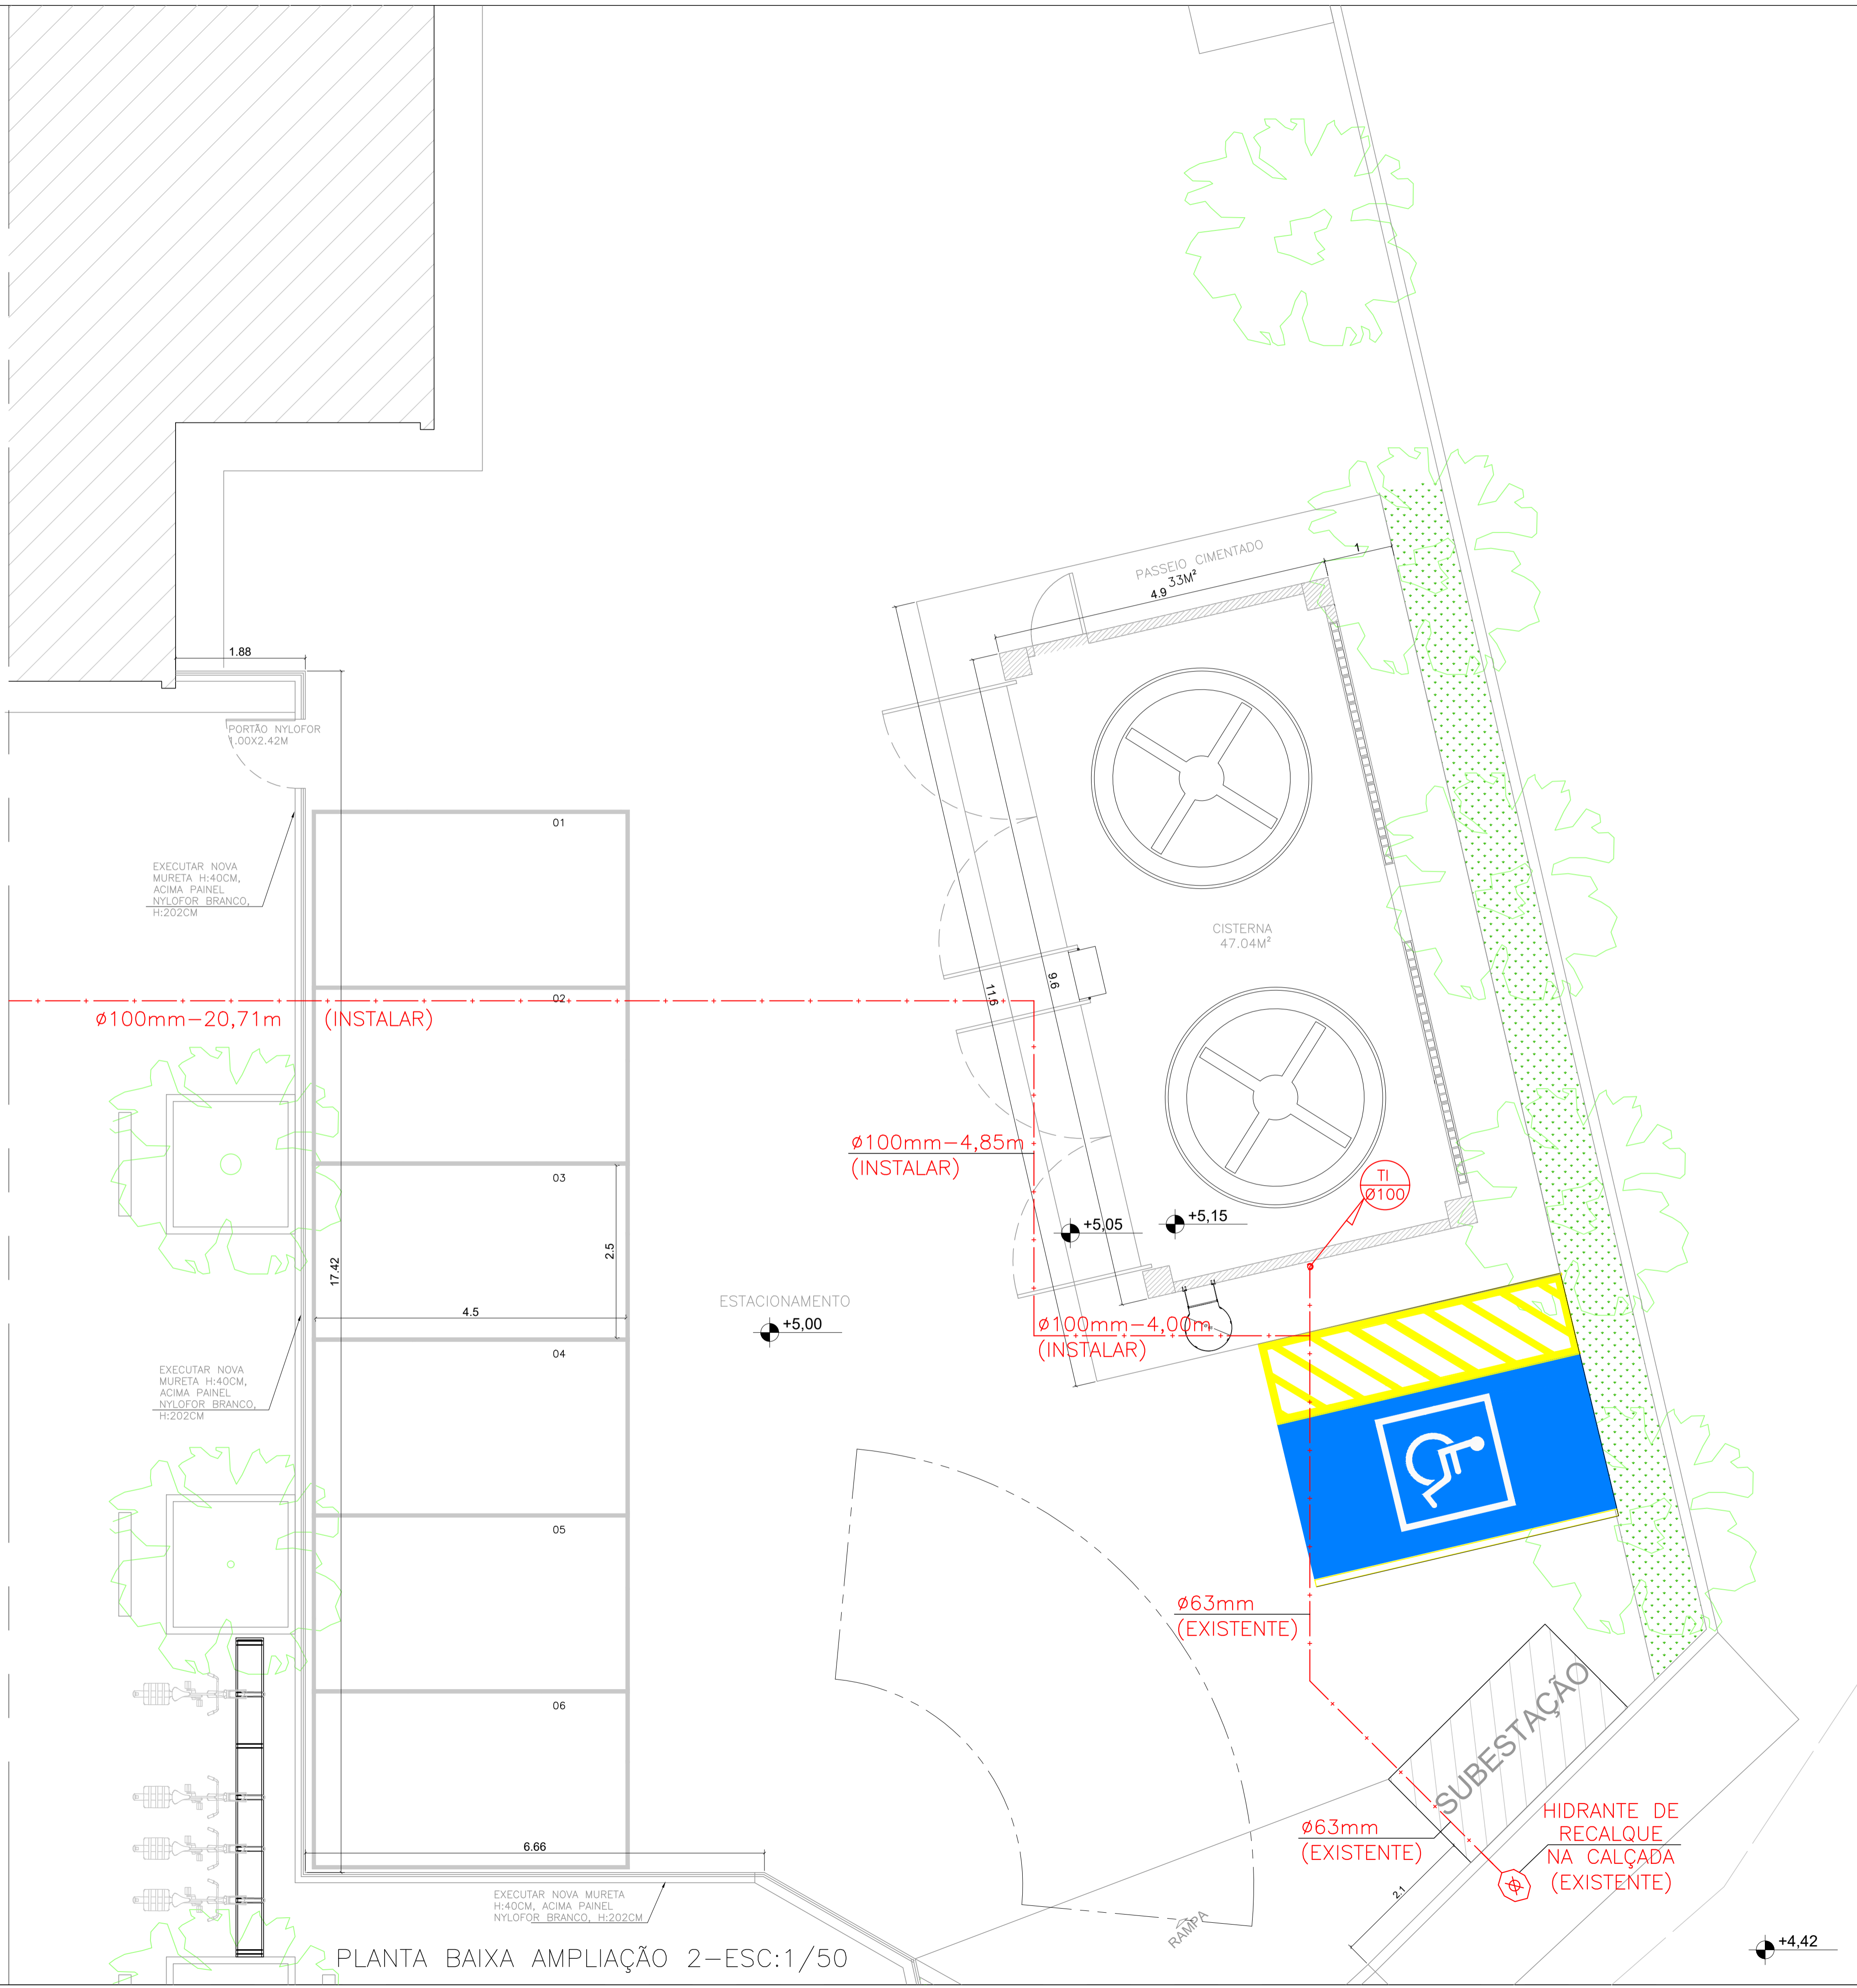 PASSEIO CIMENTADO
33M²
4.9
1
1.88
PORTÃO NYLOFOR
1.00X2.42M
01
EXECUTAR NOVA
MURETA H:40CM,
ACIMA PAINEL
NYLOFOR BRANCO,
H:202CM
CISTERNA
47.04M²
11.6
9.6
02
ø100mm-20,71m (INSTALAR)
ø100mm-4,85m
(INSTALAR)
03
TI
Ø100
+5,05
+5,15
2.5
17.42
4.5
ESTACIONAMENTO
+5,00
ø100mm-4,00m
(INSTALAR)
04
EXECUTAR NOVA
MURETA H:40CM,
ACIMA PAINEL
NYLOFOR BRANCO,
H:202CM
05
ø63mm
(EXISTENTE)
06
SUBESTAÇÃO
ø63mm
(EXISTENTE)
HIDRANTE DE
RECALQUE
NA CALÇADA
(EXISTENTE)
6.66
2.1
EXECUTAR NOVA MURETA
H:40CM, ACIMA PAINEL
NYLOFOR BRANCO, H:202CM
RAMPA
+4,42
PLANTA BAIXA AMPLIAÇÃO 2-ESC:1/50